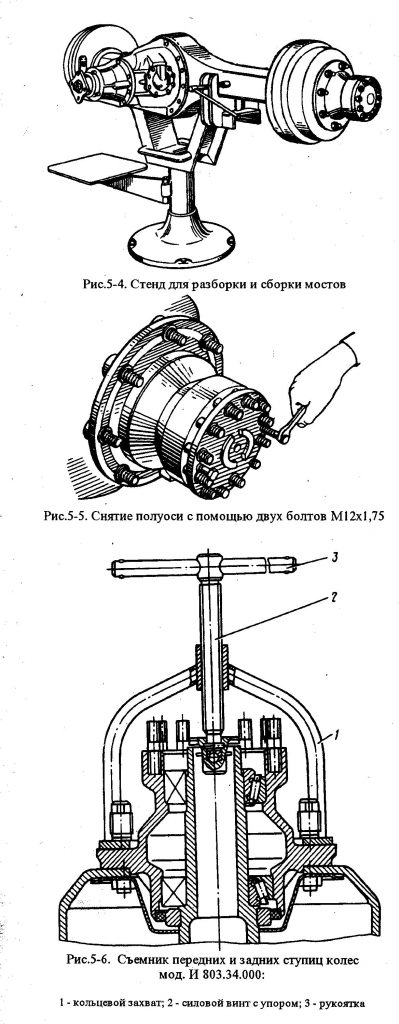 Рис.5-4. Стенд для разборки и сборки мостов
Рис.5-5. Снятие полуоси с помощью двух болтов М12х1,75
3
2
1
Рис.5-6. Съемник передних и задних ступиц колес
мод. И 803.34.000:
1 - кольцевой захват; 2 - силовой винт с упором; 3 - рукоятка